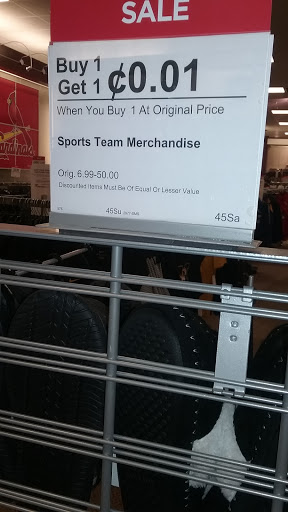 SALE
Buy 1
Get 1 ¢0.01
When You Buy 1 At Original Price
Sports Team Merchandise
Orig. 6.99-50.00
Discounted Items Must Be Of Equal Or Lesser Value
45Su
45Sa